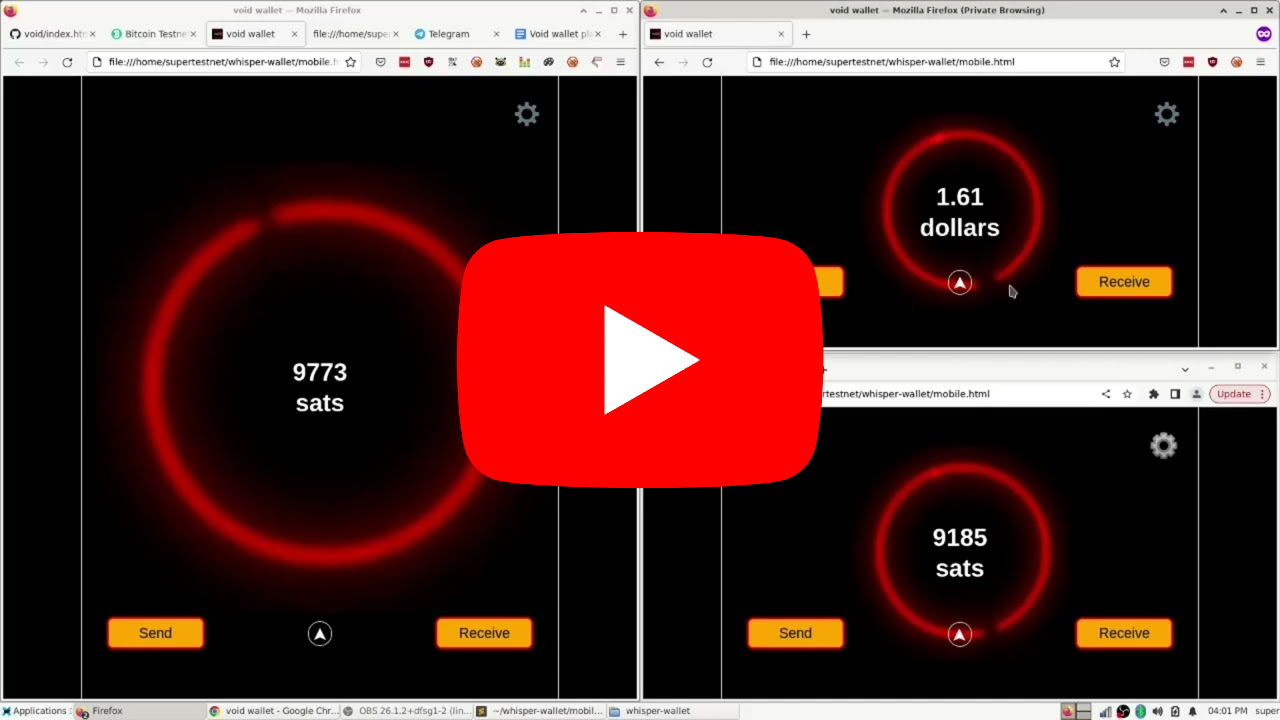 void wallet — Mozilla Firefox
void/index.htm
Bitcoin Testne
void wallet
file:///home/supe
Telegram
Void wallet pl
file:///home/supertestnet/whisper-wallet/mobile.h
9773
sats
Send
Receive
void wallet — Mozilla Firefox (Private Browsing)
void wallet
file:///home/supertestnet/whisper-wallet/mobile.html
1.61
dollars
Receive
rtestnet/whisper-wallet/mobile.html
Update
9185
sats
Send
Receive
Applications
Firefox
void wallet - Google Chr...
OBS 26.1.2+dfsg1-2 (lin...
~/whisper-wallet/mobil...
whisper-wallet
04:01 PM
super